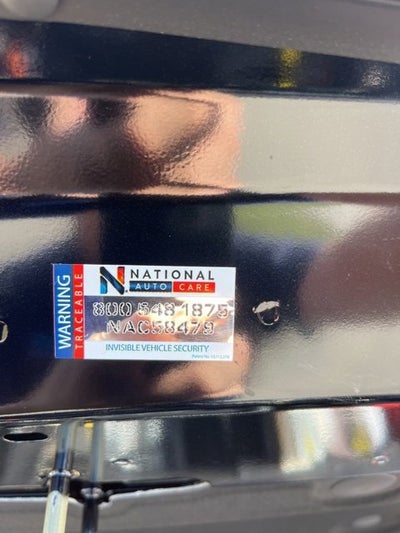 WARNING
TRACEABLE
N NATIONAL
AUTO CARE
800 548 1875
NAC58479
INVISIBLE VEHICLE SECURITY